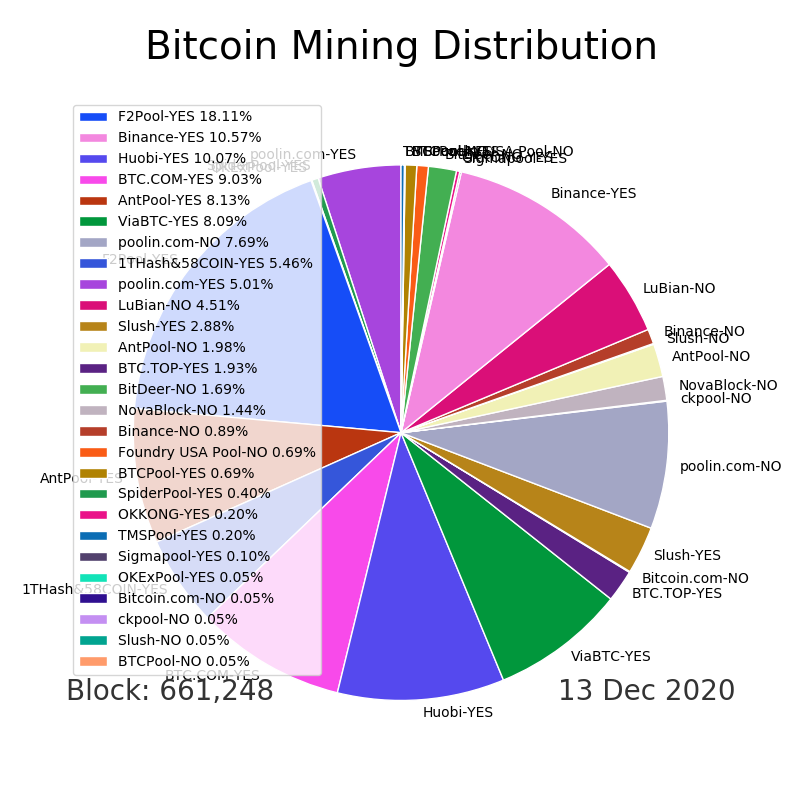 Bitcoin Mining Distribution
F2Pool-YES 18.11%
Binance-YES 10.57%
Huobi-YES 10.07%
BTC.COM-YES 9.03%
AntPool-YES 8.13%
ViaBTC-YES 8.09%
poolin.com-NO 7.69%
1THash&58COIN-YES 5.46%
poolin.com-YES 5.01%
LuBian-NO 4.51%
Slush-YES 2.88%
AntPool-NO 1.98%
BTC.TOP-YES 1.93%
BitDeer-NO 1.69%
NovaBlock-NO 1.44%
Binance-NO 0.89%
Foundry USA Pool-NO 0.69%
BTCPool-YES 0.69%
SpiderPool-YES 0.40%
OKKONG-YES 0.20%
TMSPool-YES 0.20%
Sigmapool-YES 0.10%
OKExPool-YES 0.05%
Bitcoin.com-NO 0.05%
ckpool-NO 0.05%
Slush-NO 0.05%
BTCPool-NO 0.05%
poolin.com-YES
SpiderPool-YES
OKExPool-YES
F2Pool-YES
AntPool-YES
1THash&58COIN-YES
BTC.COM-YES
Huobi-YES
ViaBTC-YES
BTC.TOP-YES
Bitcoin.com-NO
Slush-YES
poolin.com-NO
ckpool-NO
NovaBlock-NO
AntPool-NO
Slush-NO
Binance-NO
LuBian-NO
Binance-YES
Sigmapool-YES
Block: 661,248
13 Dec 2020